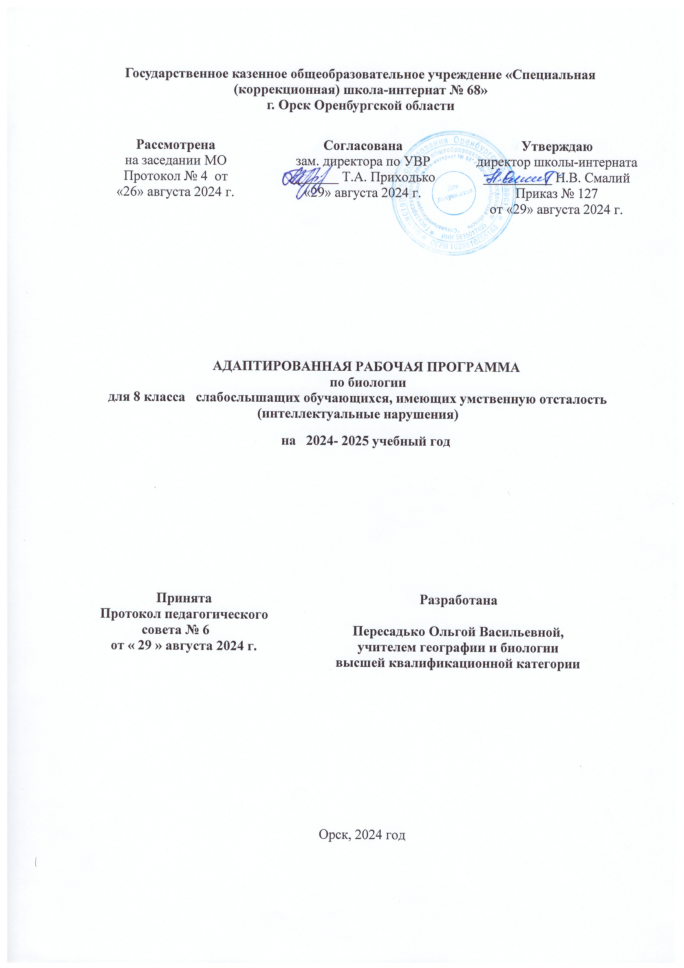 Государственное казенное общеобразовательное учреждение «Специальная
(коррекционная) школа-интернат № 68»
г. Орск Оренбургской области
Рассмотрена
на заседании МО
Протокол № 4 от
«26» августа 2024 г.
Согласована
зам. директора по УВР
Т.А. Приходько
«29» августа 2024 г.
Утверждаю
директор школы-интерната
Н.В. Смалий
Приказ № 127
от «29» августа 2024 г.
АДАПТИРОВАННАЯ РАБОЧАЯ ПРОГРАММА
по биологии
для 8 класса слабослышащих обучающихся, имеющих умственную отсталость
(интеллектуальные нарушения)
на 2024- 2025 учебный год
Принята
Протокол педагогического
совета № 6
от « 29 » августа 2024 г.
Разработана
Пересадько Ольгой Васильевной,
учителем географии и биологии
высшей квалификационной категории
Орск, 2024 год